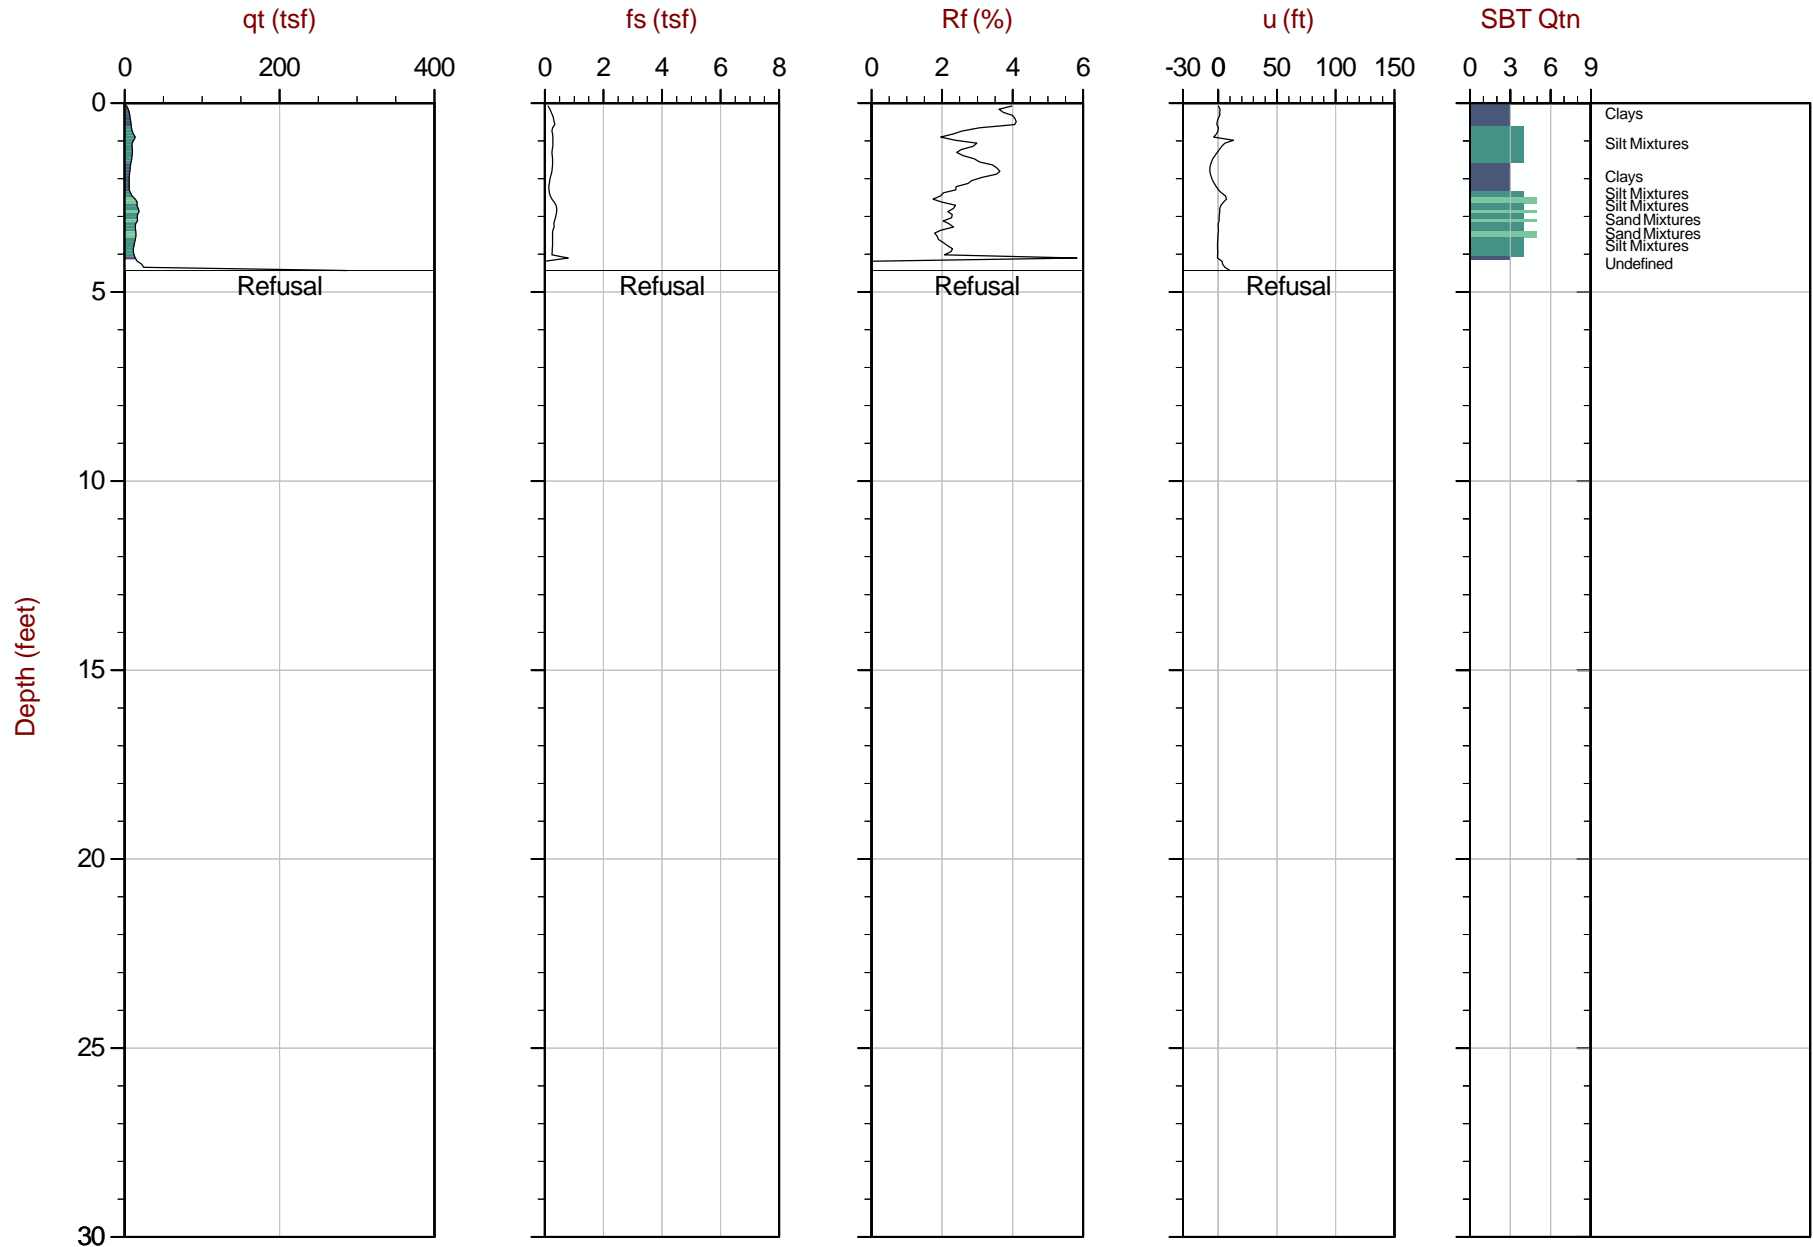 qt (tsf) fs (tsf) Rf (%) u (ft) SBT Qtn
0 200 400 0 2 4 6 8 0 2 4 6 -30 0 50 100 150 0 3 6 9
0
Clays
Silt Mixtures
Clays
Silt Mixtures
Silt Mixtures
Sand Mixtures
Sand Mixtures
Silt Mixtures
Undefined
Refusal Refusal Refusal Refusal
5
10
15
Depth (feet)
20
25
30